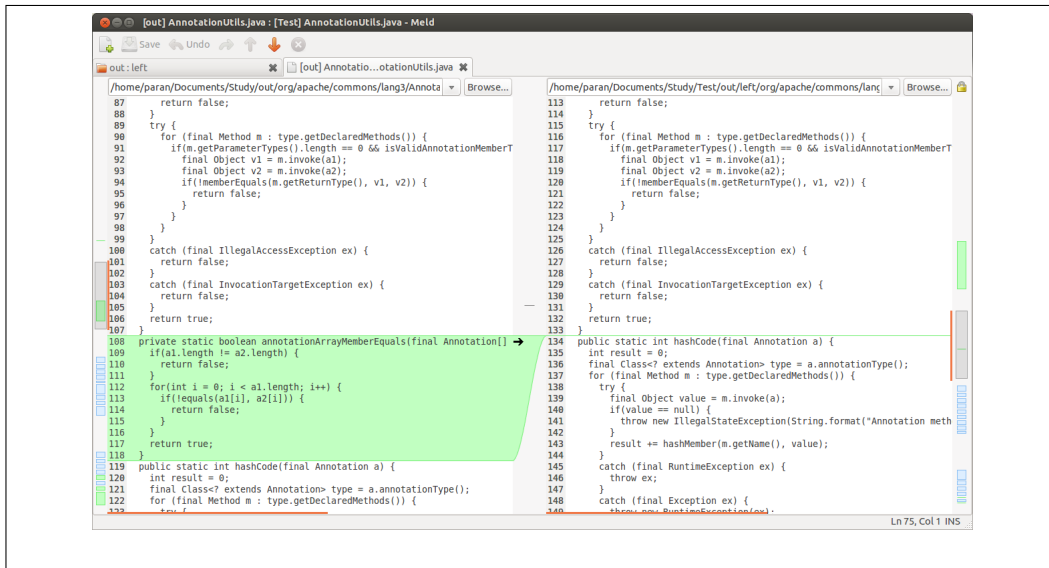 [out] AnnotationUtils.java : [Test] AnnotationUtils.java - Meld
Save Undo
out : left
[out] Annotatio...otationUtils.java
/home/paran/Documents/Study/out/org/apache/commons/lang3/Annota Browse...
87 return false;
88 }
89 try {
90 for (final Method m : type.getDeclaredMethods()) {
91 if(m.getParameterTypes().length == 0 && isValidAnnotationMemberT
92 final Object v1 = m.invoke(a1);
93 final Object v2 = m.invoke(a2);
94 if(!memberEquals(m.getReturnType(), v1, v2)) {
95 return false;
96 }
97 }
98 }
99 }
100 catch (final IllegalAccessException ex) {
101 return false;
102 }
103 catch (final InvocationTargetException ex) {
104 return false;
105 }
106 return true;
107 }
108 private static boolean annotationArrayMemberEquals(final Annotation[]
109 if(a1.length != a2.length) {
110 return false;
111 }
112 for(int i = 0; i < a1.length; i++) {
113 if(!equals(a1[i], a2[i])) {
114 return false;
115 }
116 }
117 return true;
118 }
119 public static int hashCode(final Annotation a) {
120 int result = 0;
121 final Class<? extends Annotation> type = a.annotationType();
122 for (final Method m : type.getDeclaredMethods()) {
123 try {
/home/paran/Documents/Study/Test/out/left/org/apache/commons/lang Browse...
113 return false;
114 }
115 try {
116 for (final Method m : type.getDeclaredMethods()) {
117 if(m.getParameterTypes().length == 0 && isValidAnnotationMemberT
118 final Object v1 = m.invoke(a1);
119 final Object v2 = m.invoke(a2);
120 if(!memberEquals(m.getReturnType(), v1, v2)) {
121 return false;
122 }
123 }
124 }
125 }
126 catch (final IllegalAccessException ex) {
127 return false;
128 }
129 catch (final InvocationTargetException ex) {
130 return false;
131 }
132 return true;
133 }
134 public static int hashCode(final Annotation a) {
135 int result = 0;
136 final Class<? extends Annotation> type = a.annotationType();
137 for (final Method m : type.getDeclaredMethods()) {
138 try {
139 final Object value = m.invoke(a);
140 if(value == null) {
141 throw new IllegalStateException(String.format("Annotation meth
142 }
143 result += hashMember(m.getName(), value);
144 }
145 catch (final RuntimeException ex) {
146 throw ex;
147 }
148 catch (final Exception ex) {
149 throw new RuntimeException(ex);
Ln 75, Col 1 INS